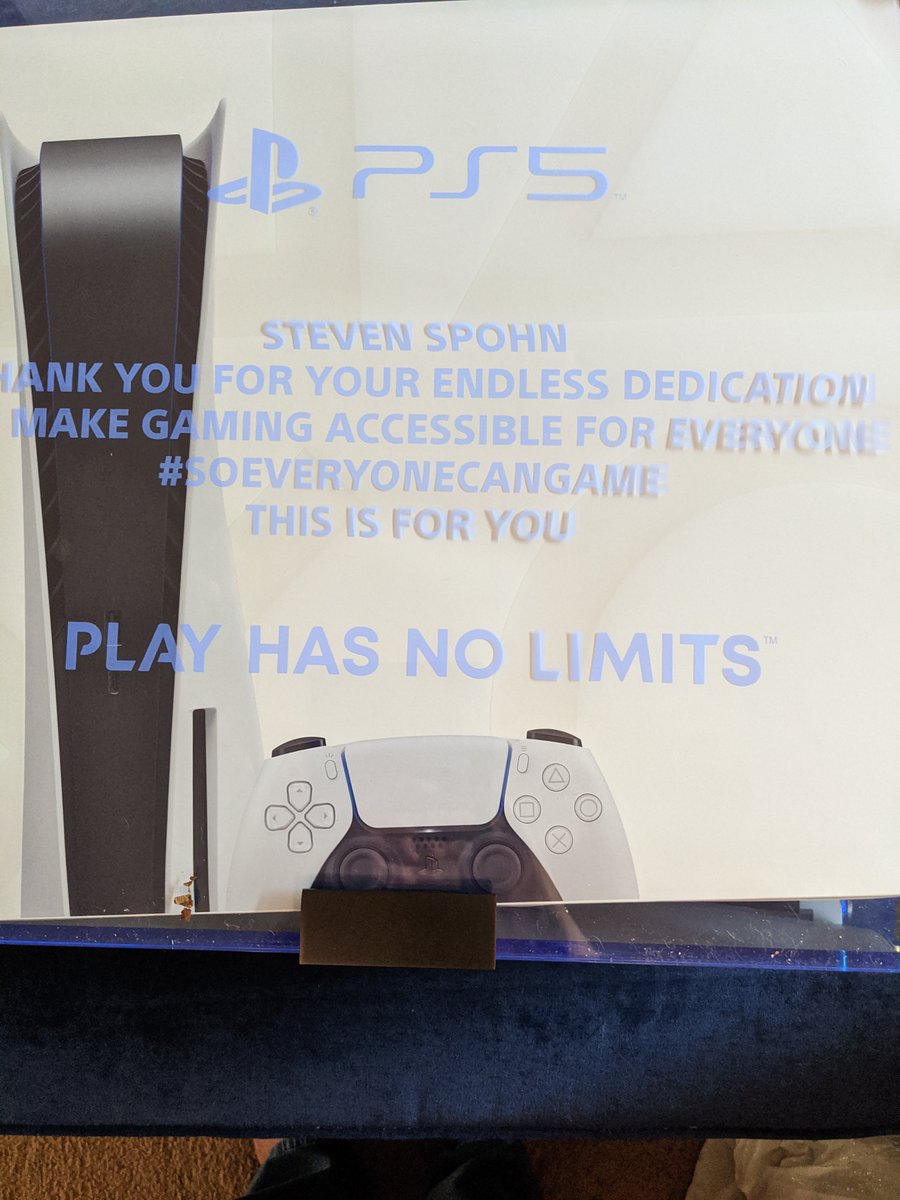 PS5™
STEVEN SPOHN
HANK YOU FOR YOUR ENDLESS DEDICATION
MAKE GAMING ACCESSIBLE FOR EVERYONE
#SOEVERYONECANGAME
THIS IS FOR YOU
PLAY HAS NO LIMITS™